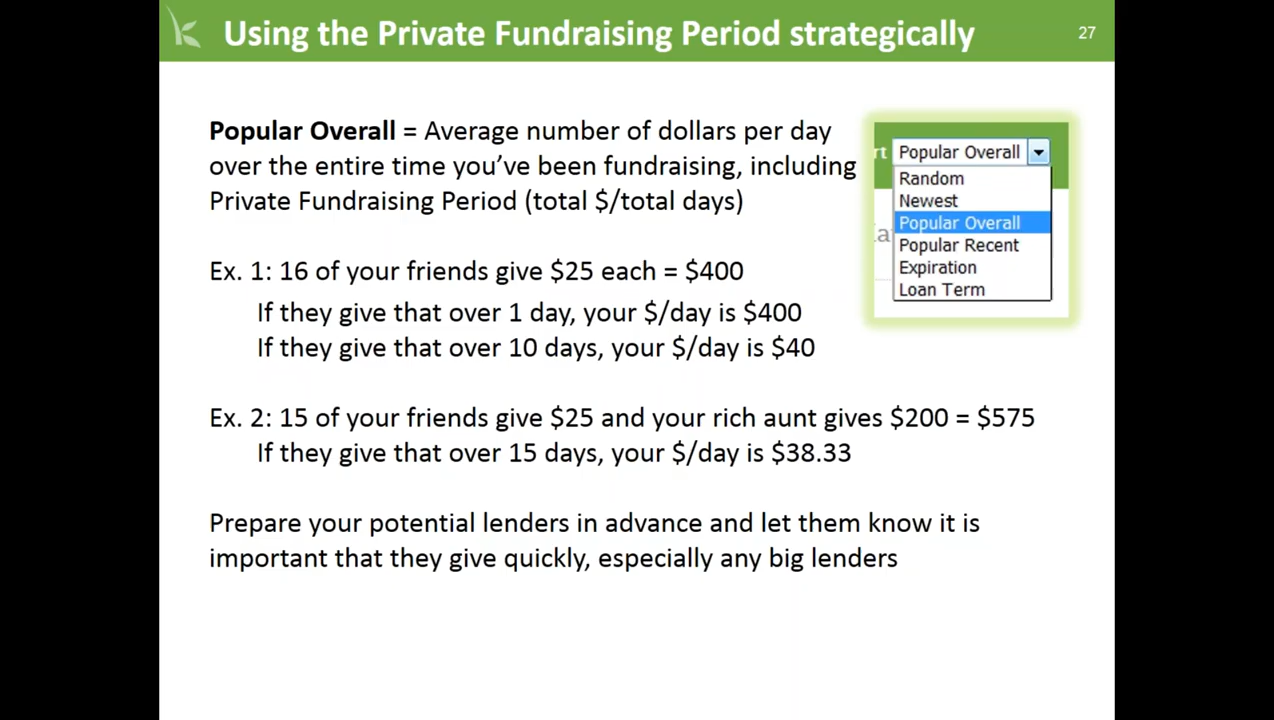 Using the Private Fundraising Period strategically
27
Popular Overall = Average number of dollars per day
over the entire time you’ve been fundraising, including
Private Fundraising Period (total $/total days)
Ex. 1: 16 of your friends give $25 each = $400
If they give that over 1 day, your $/day is $400
If they give that over 10 days, your $/day is $40
Ex. 2: 15 of your friends give $25 and your rich aunt gives $200 = $575
If they give that over 15 days, your $/day is $38.33
Prepare your potential lenders in advance and let them know it is
important that they give quickly, especially any big lenders
rt Popular Overall
Random
Newest
Popular Overall
Popular Recent
Expiration
Loan Term